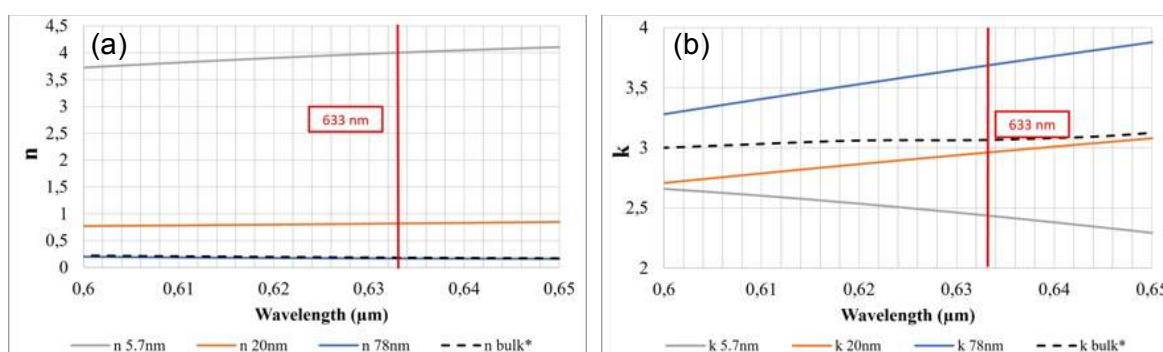 (a)
n
4,5
4
3,5
3
2,5
2
1,5
1
0,5
0
633 nm
0,6 0,61 0,62 0,63 0,64 0,65
Wavelength (µm)
n 5.7nm n 20nm n 78nm n bulk*
(b)
k
4
3,5
3
2,5
2
633 nm
0,6 0,61 0,62 0,63 0,64 0,65
Wavelength (µm)
k 5.7nm k 20nm k 78nm k bulk*